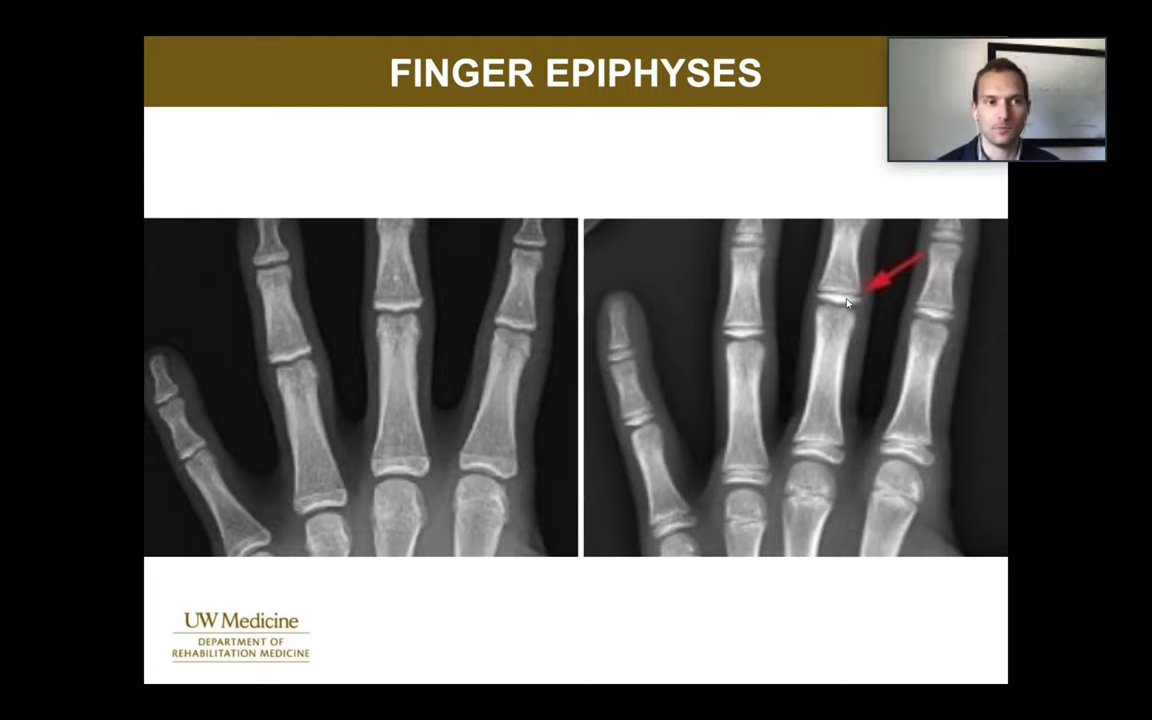 FINGER EPIPHYSES
UW Medicine
DEPARTMENT OF
REHABILITATION MEDICINE